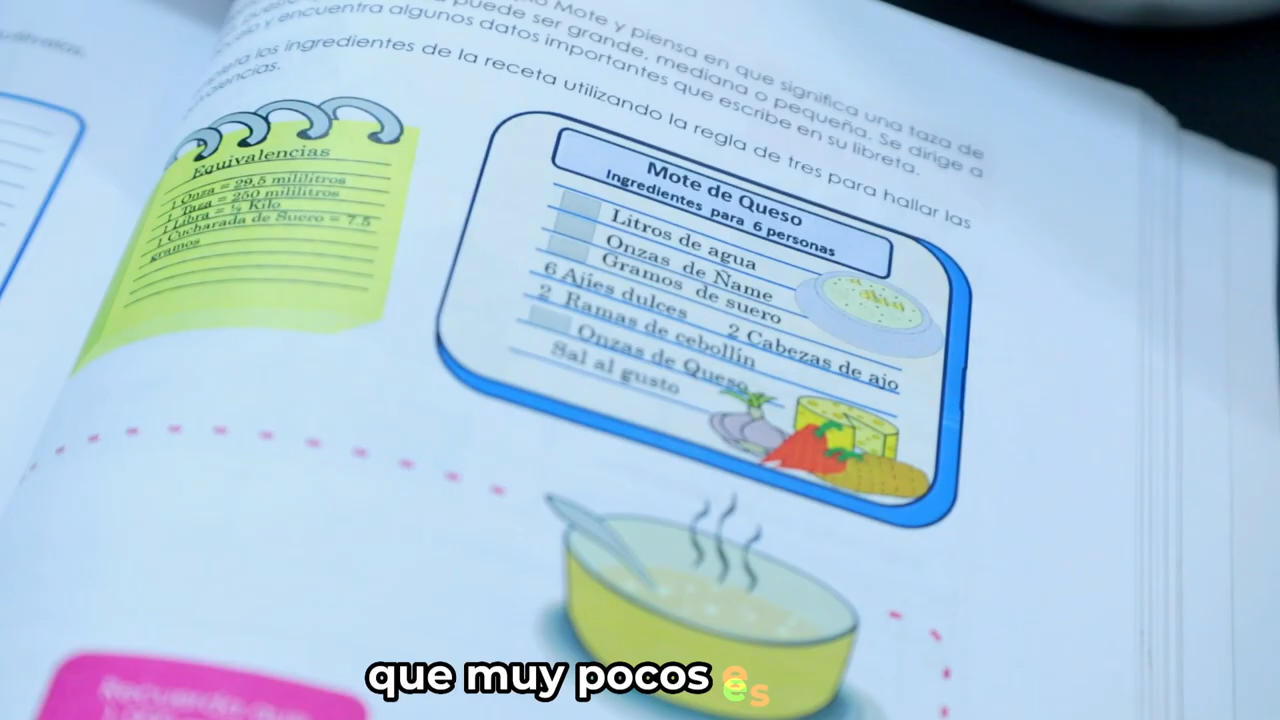 Mote y piensa en que significa una taza de
puede ser grande, mediana o pequeña. Se dirige a
y encuentra algunos datos importantes que escribe en su libreta.
los ingredientes de la receta utilizando la regla de tres para hallar las
Equivalencias
1 Onza = 29,5 mililitros
1 Taza = 250 mililitros
1 Libra = ½ Kilo
1 Cucharada de Suero = 7.5
gramos
Mote de Queso
Ingredientes para 6 personas
Litros de agua
Onzas de Ñame
Gramos de suero
6 Ajíes dulces 2 Cabezas de ajo
2 Ramas de cebollín
Onzas de Queso
Sal al gusto
que muy pocos es